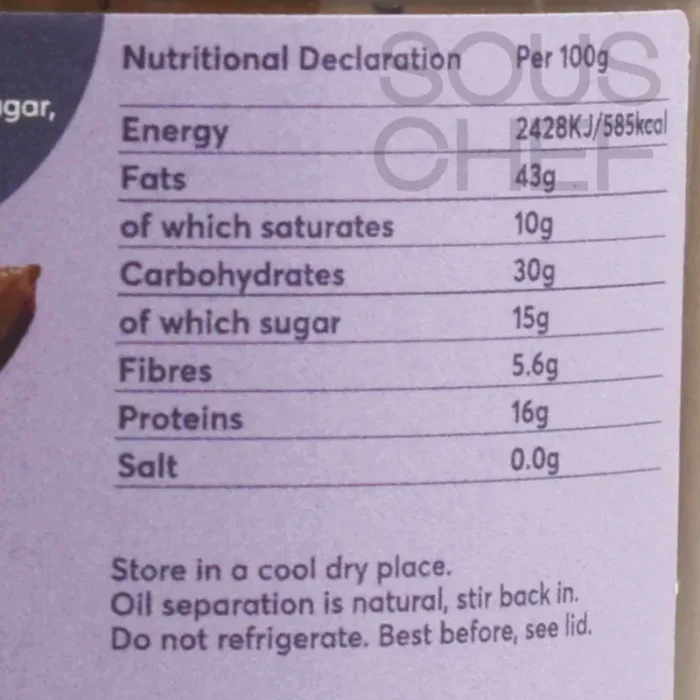 gar,
Nutritional Declaration Per 100g
Energy 2428KJ/585kcal
Fats 43g
of which saturates 10g
Carbohydrates 30g
of which sugar 15g
Fibres 5.6g
Proteins 16g
Salt 0.0g
Store in a cool dry place.
Oil separation is natural, stir back in.
Do not refrigerate. Best before, see lid.
SOUS
CHEF